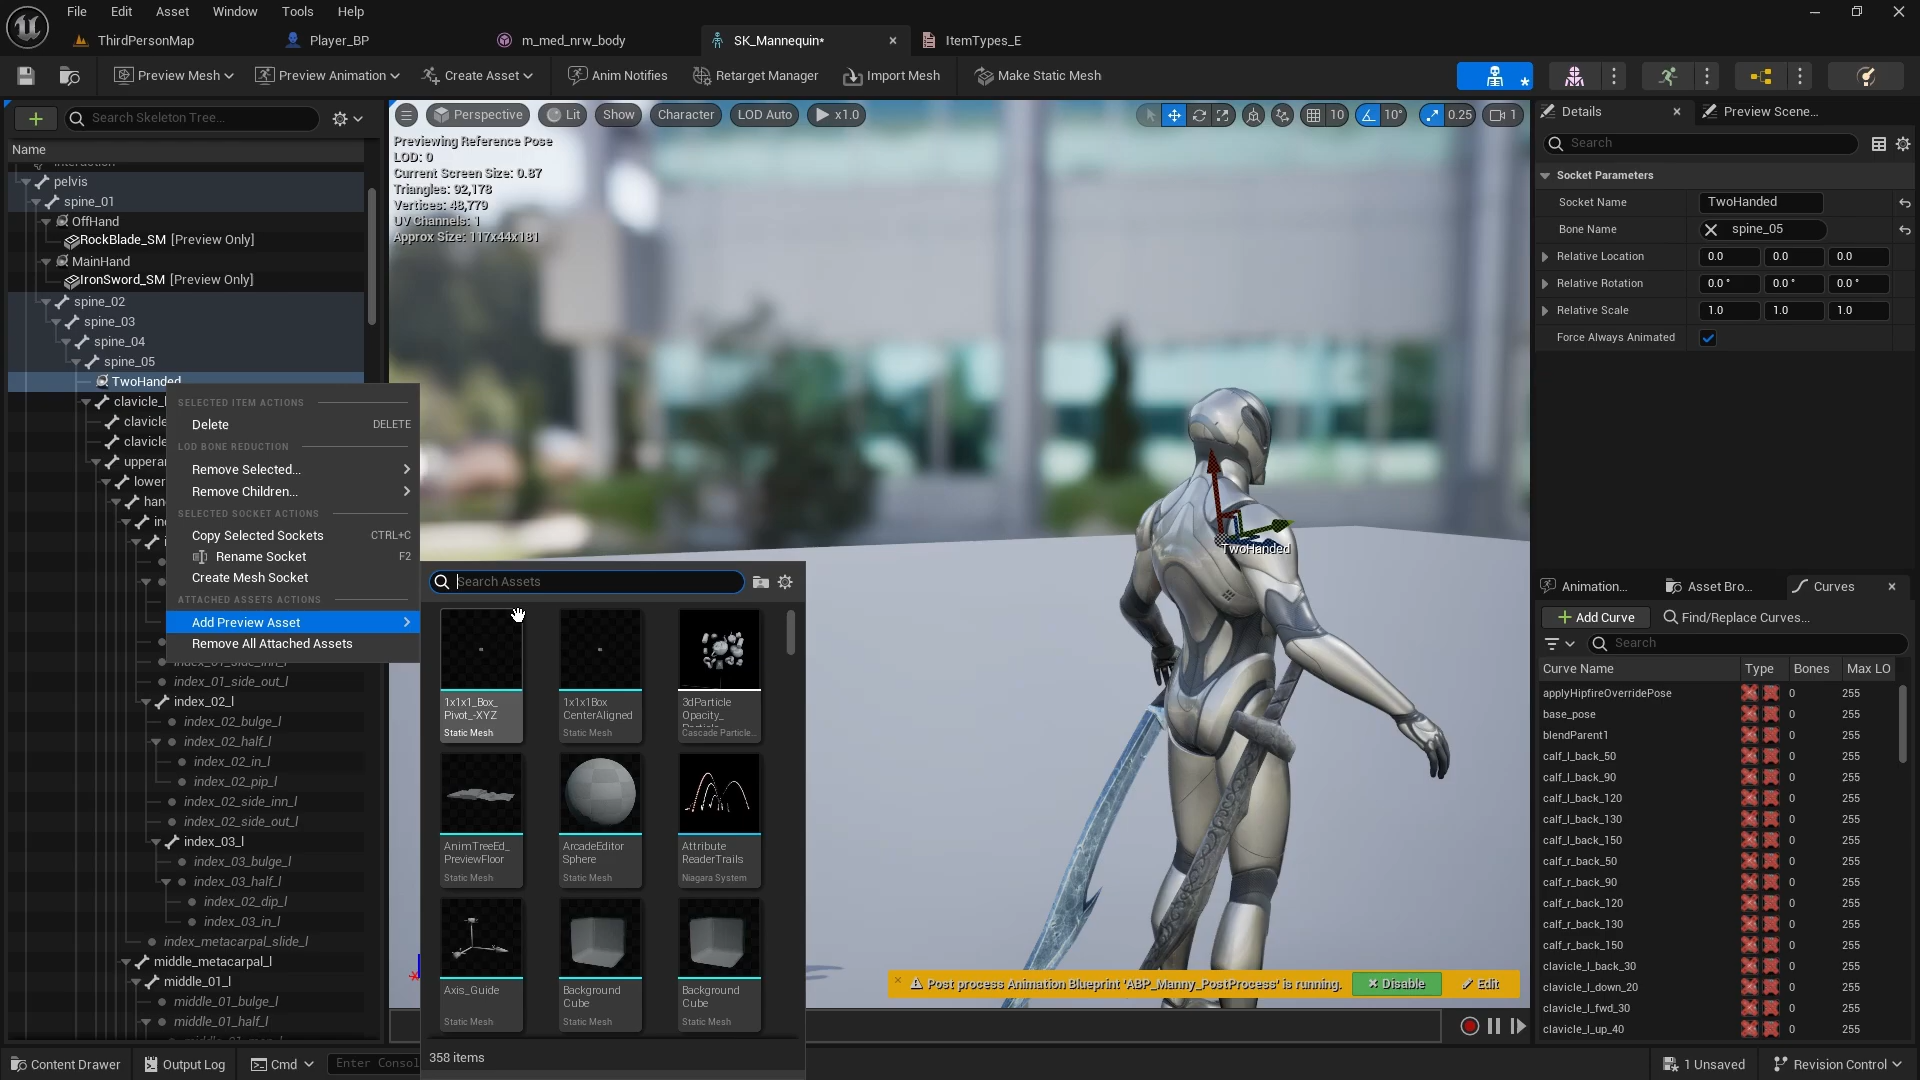 File Edit Asset Window Tools Help
ThirdPersonMap Player_BP m_med_nrw_body SK_Mannequin* ItemTypes_E
Preview Mesh Preview Animation Create Asset Anim Notifies Retarget Manager Import Mesh Make Static Mesh
Search Skeleton Tree...
Name
pelvis
spine_01
OffHand
RockBlade_SM [Preview Only]
MainHand
IronSword_SM [Preview Only]
spine_02
spine_03
spine_04
spine_05
TwoHanded
clavicle_l
clavicle
clavicle
uppera
lower
han
index_01_side_out_l
index_02_l
index_02_bulge_l
index_02_half_l
index_02_in_l
index_02_pip_l
index_02_side_inn_l
index_02_side_out_l
index_03_l
index_03_bulge_l
index_03_half_l
index_02_dip_l
index_03_in_l
index_metacarpal_slide_l
middle_metacarpal_l
middle_01_l
middle_01_bulge_l
middle_01_half_l
SELECTED ITEM ACTIONS
Delete DELETE
LOD BONE REDUCTION
Remove Selected...
Remove Children...
SELECTED SOCKET ACTIONS
Copy Selected Sockets CTRL+C
Rename Socket F2
Create Mesh Socket
ATTACHED ASSETS ACTIONS
Add Preview Asset
Remove All Attached Assets
Search Assets
1x1x1_Box_
Pivot_-XYZ
Static Mesh
1x1x1Box
CenterAligned
Static Mesh
3dParticle
Opacity_
Cascade Particle...
AnimTreeEd_
PreviewFloor
Static Mesh
ArcadeEditor
Sphere
Static Mesh
Attribute
ReaderTrails
Niagara System
Axis_Guide
Static Mesh
Background
Cube
Static Mesh
Background
Cube
Static Mesh
358 items
Perspective Lit Show Character LOD Auto x1.0 10 10° 0.25 1
Previewing Reference Pose
LOD: 0
Current Screen Size: 0.87
Triangles: 92,178
Vertices: 48,779
UV Channels: 1
Approx Size: 117x44x181
TwoHanded
Post process Animation Blueprint 'ABP_Manny_PostProcess' is running. Disable Edit
Details Preview Scene...
Search
Socket Parameters
Socket Name TwoHanded
Bone Name spine_05
Relative Location 0.0 0.0 0.0
Relative Rotation 0.0° 0.0° 0.0°
Relative Scale 1.0 1.0 1.0
Force Always Animated
Animation... Asset Bro... Curves
Add Curve Find/Replace Curves...
Search
Curve Name Type Bones Max LO
applyHipfireOverridePose 0 255
base_pose 0 255
blendParent1 0 255
calf_l_back_50 0 255
calf_l_back_90 0 255
calf_l_back_120 0 255
calf_l_back_130 0 255
calf_l_back_150 0 255
calf_r_back_50 0 255
calf_r_back_90 0 255
calf_r_back_120 0 255
calf_r_back_130 0 255
calf_r_back_150 0 255
clavicle_l_back_30 0 255
clavicle_l_down_20 0 255
clavicle_l_fwd_30 0 255
clavicle_l_up_40 0 255
Content Drawer Output Log Cmd Enter Consol 1 Unsaved Revision Control